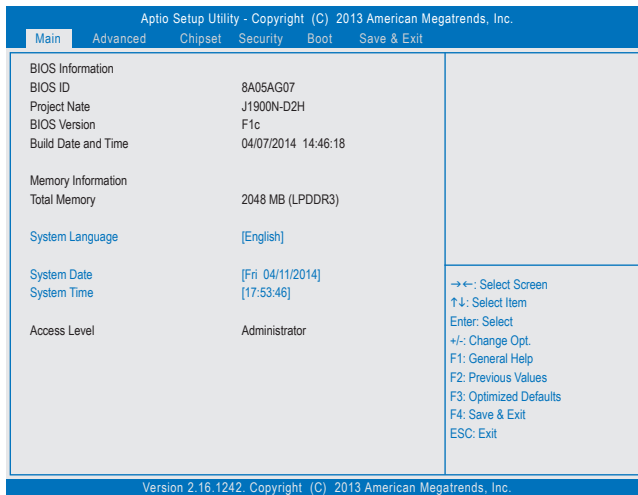 Aptio Setup Utility - Copyright (C) 2013 American Megatrends, Inc.
Main Advanced Chipset Security Boot Save & Exit
BIOS Information
BIOS ID 8A05AG07
Project Nate J1900N-D2H
BIOS Version F1c
Build Date and Time 04/07/2014 14:46:18
Memory Information
Total Memory 2048 MB (LPDDR3)
System Language [English]
System Date [Fri 04/11/2014]
System Time [17:53:46]
Access Level Administrator
→←: Select Screen
↑↓: Select Item
Enter: Select
+/-: Change Opt.
F1: General Help
F2: Previous Values
F3: Optimized Defaults
F4: Save & Exit
ESC: Exit
Version 2.16.1242. Copyright (C) 2013 American Megatrends, Inc.